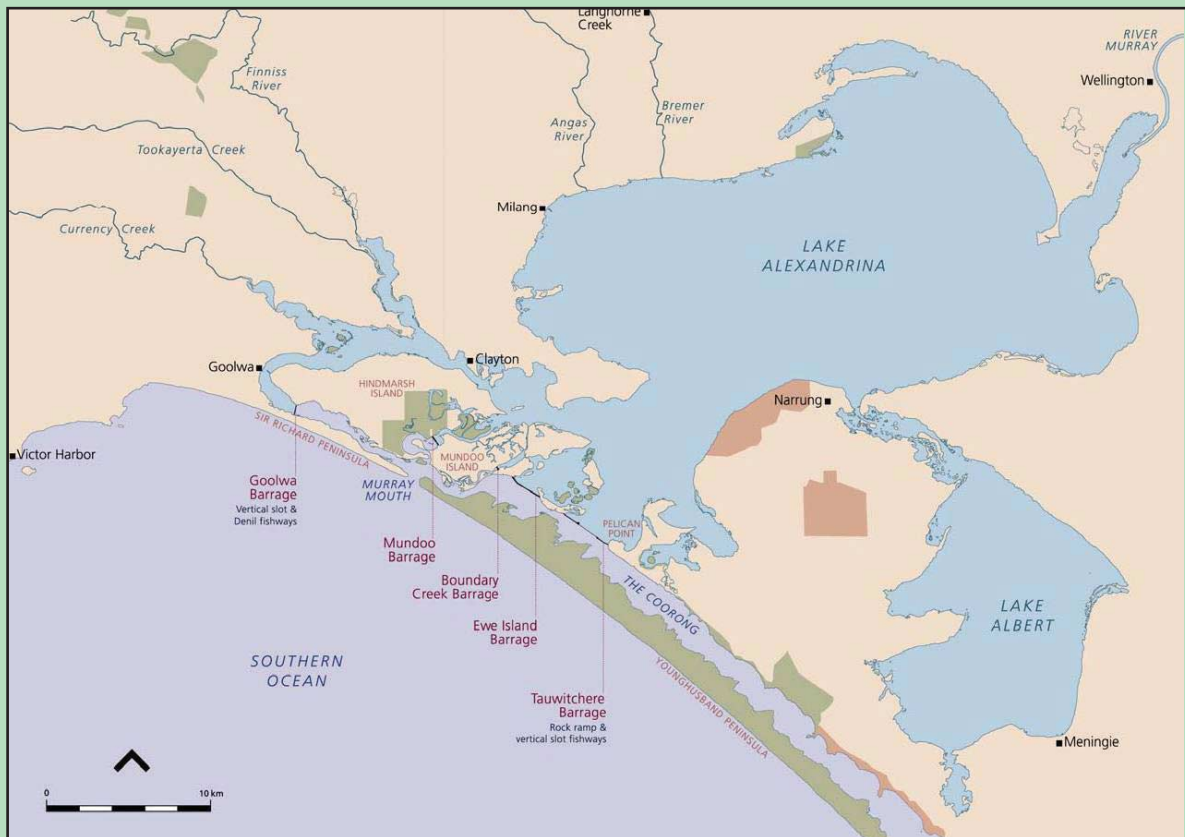 Langhorne
Creek
RIVER
MURRAY
Wellington
Finniss
River
Bremer
River
Angas
River
Tookayerta Creek
Milang
Currency Creek
LAKE
ALEXANDRINA
Goolwa
Clayton
HINDMARSH
ISLAND
Narrung
SIR RICHARD PENINSULA
Victor Harbor
MUNDOO
ISLAND
Goolwa
Barrage
Vertical slot &
Denil fishways
MURRAY
MOUTH
PELICAN
POINT
Mundoo
Barrage
Boundary
Creek Barrage
THE COORONG
Ewe Island
Barrage
LAKE
ALBERT
SOUTHERN
OCEAN
YOUNGHUSBAND PENINSULA
Tauwitchere
Barrage
Rock ramp &
vertical slot fishways
Meningie
0 10 km